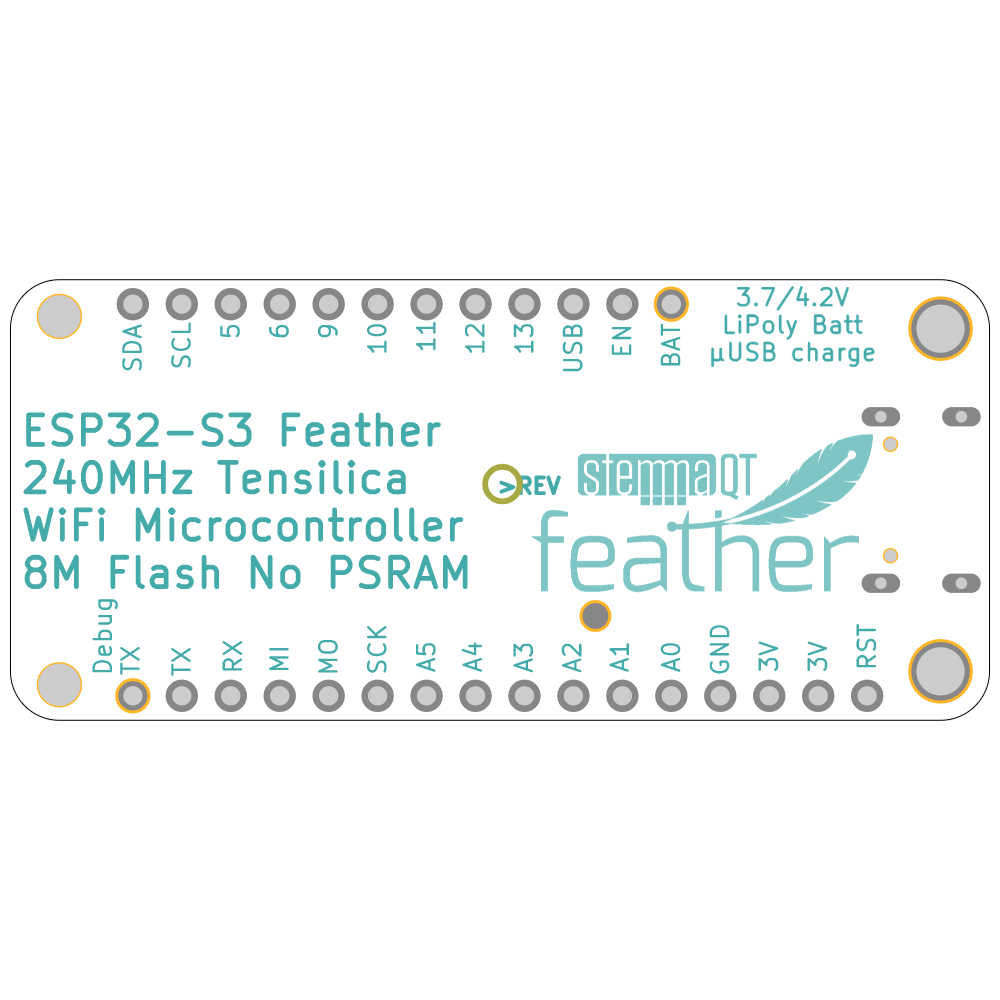 SDA SCL 5 6 9 10 11 12 13 USB EN BAT
3.7/4.2V
LiPoly Batt
µUSB charge
ESP32-S3 Feather
240MHz Tensilica
WiFi Microcontroller
8M Flash No PSRAM
>REV
stemma QT
feather
Debug
TX TX RX MI MO SCK A5 A4 A3 A2 A1 A0 GND 3V 3V RST